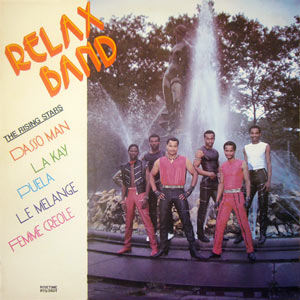 RELAX
BAND
THE RISING STARS
DASSO MAN
LA KAY
PUELA
LE MELANGE
FEMME CREOLE